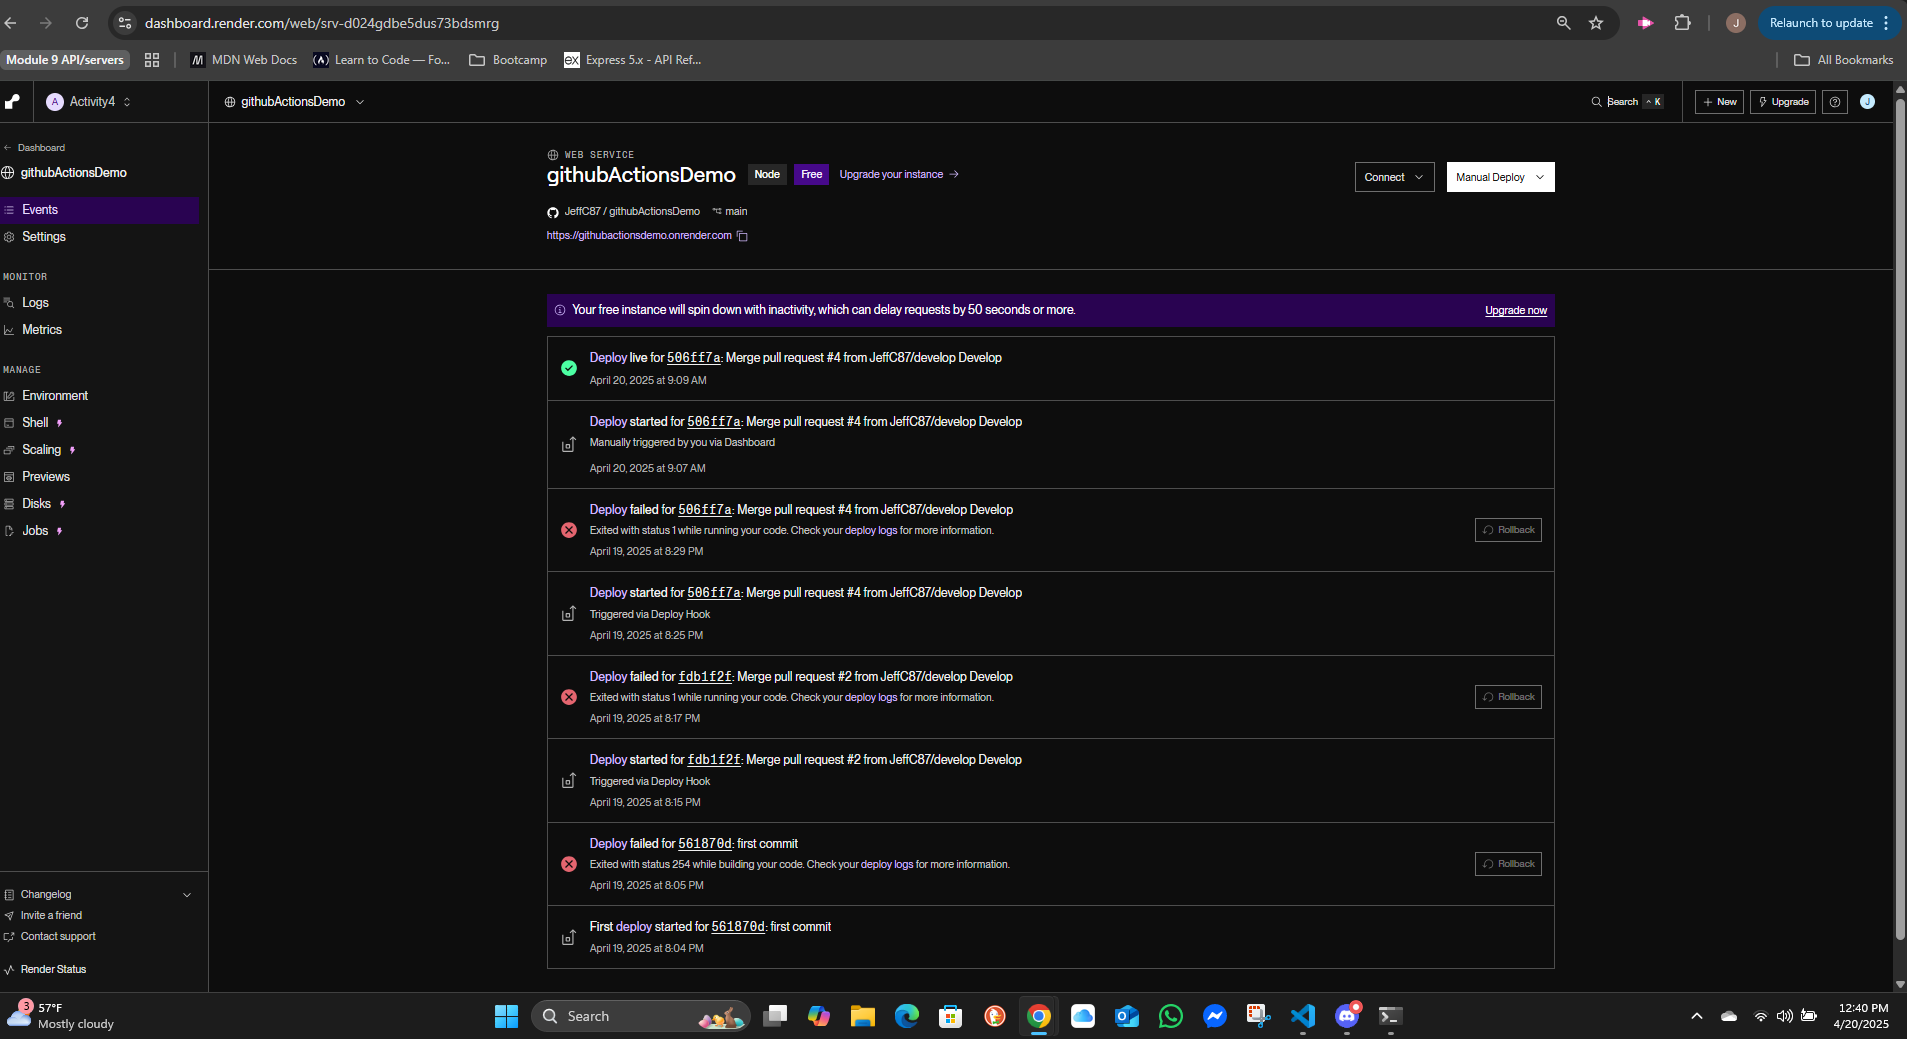 dashboard.render.com/web/srv-d024gdbe5dus73bdsmrg
J
Relaunch to update
Module 9 API/servers
MDN Web Docs
Learn to Code — Fo...
Bootcamp
ex Express 5.x - API Ref...
All Bookmarks
A Activity4
githubActionsDemo
Search ^ K
+ New
Upgrade
J
← Dashboard
githubActionsDemo
Events
Settings
MONITOR
Logs
Metrics
MANAGE
Environment
Shell
Scaling
Previews
Disks
Jobs
Changelog
Invite a friend
Contact support
Render Status
WEB SERVICE
githubActionsDemo Node Free Upgrade your instance →
Connect
Manual Deploy
JeffC87 / githubActionsDemo main
https://githubactionsdemo.onrender.com
Your free instance will spin down with inactivity, which can delay requests by 50 seconds or more.
Upgrade now
Deploy live for 506ff7a: Merge pull request #4 from JeffC87/develop Develop
April 20, 2025 at 9:09 AM
Deploy started for 506ff7a: Merge pull request #4 from JeffC87/develop Develop
Manually triggered by you via Dashboard
April 20, 2025 at 9:07 AM
Deploy failed for 506ff7a: Merge pull request #4 from JeffC87/develop Develop
Exited with status 1 while running your code. Check your deploy logs for more information.
Rollback
April 19, 2025 at 8:29 PM
Deploy started for 506ff7a: Merge pull request #4 from JeffC87/develop Develop
Triggered via Deploy Hook
April 19, 2025 at 8:25 PM
Deploy failed for fdb1f2f: Merge pull request #2 from JeffC87/develop Develop
Exited with status 1 while running your code. Check your deploy logs for more information.
Rollback
April 19, 2025 at 8:17 PM
Deploy started for fdb1f2f: Merge pull request #2 from JeffC87/develop Develop
Triggered via Deploy Hook
April 19, 2025 at 8:15 PM
Deploy failed for 561870d: first commit
Exited with status 254 while building your code. Check your deploy logs for more information.
Rollback
April 19, 2025 at 8:05 PM
First deploy started for 561870d: first commit
April 19, 2025 at 8:04 PM
3
57°F
Mostly cloudy
Search
12:40 PM
4/20/2025